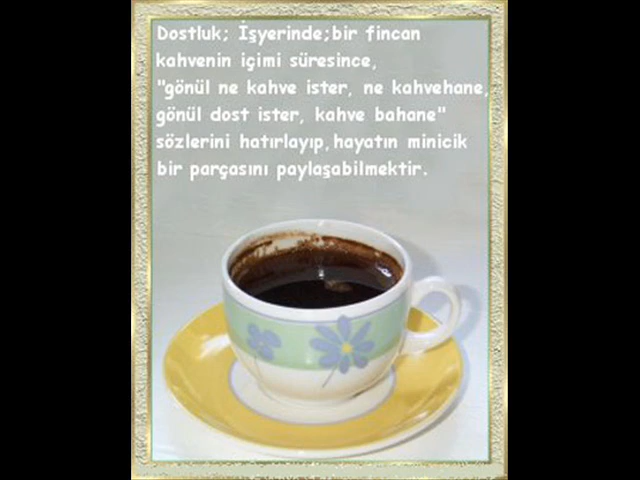 Dostluk; İşyerinde;bir fincan
kahvenin içimi süresince,
"gönül ne kahve ister, ne kahvehane,
gönül dost ister, kahve bahane"
sözlerini hatırlayıp,hayatın minicik
bir parçasını paylaşabilmektir.